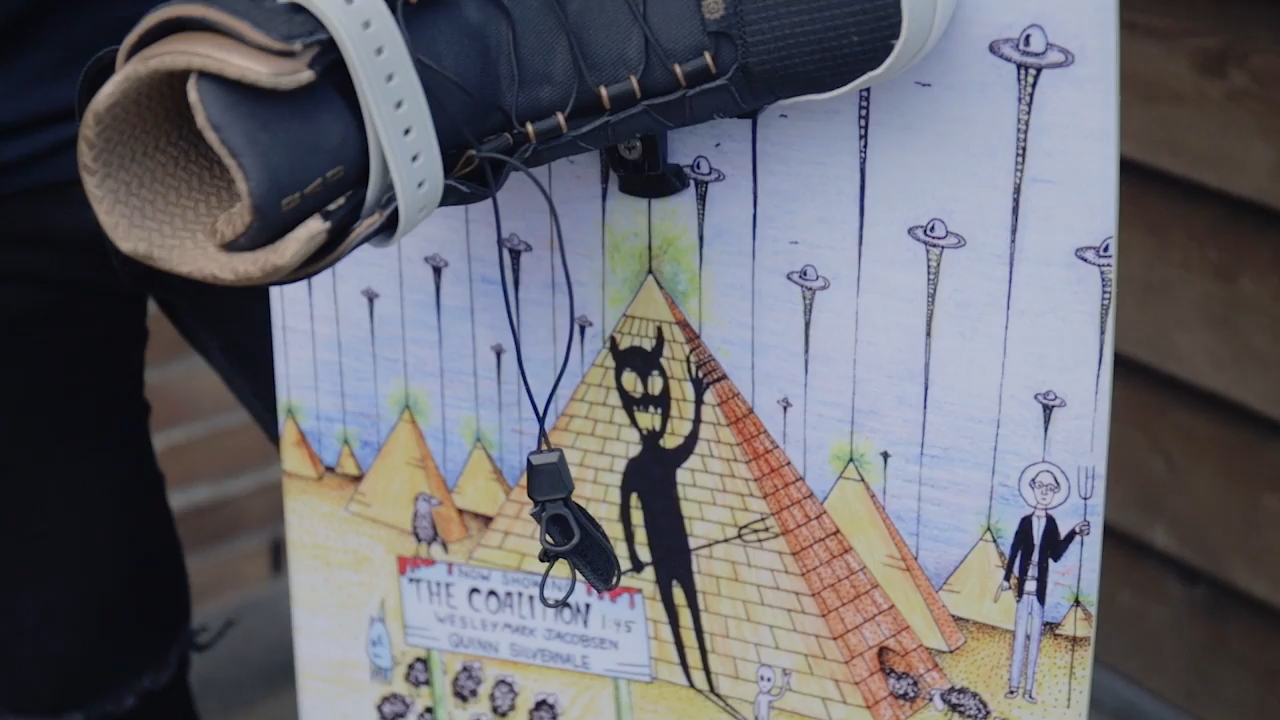 NOW SHOWING
THE COALITION 1:45
WESLEY MARK JACOBSEN
QUINN SILVERNALE